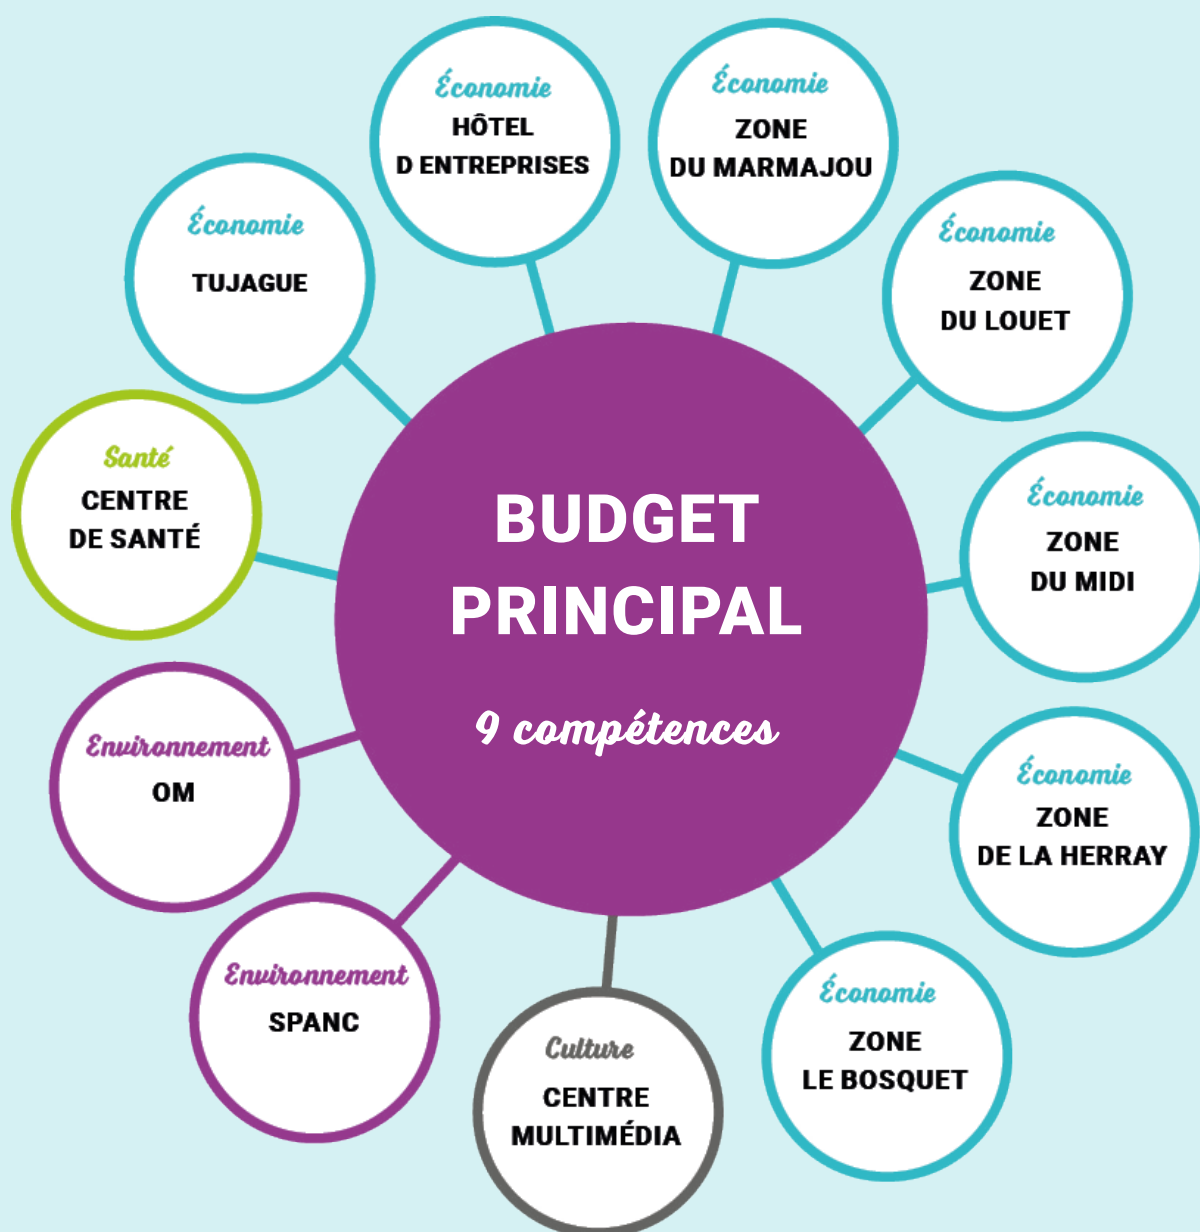 Économie
HÔTEL
D ENTREPRISES
Économie
ZONE
DU MARMAJOU
Économie
TUJAGUE
Économie
ZONE
DU LOUET
Santé
CENTRE
DE SANTÉ
BUDGET
PRINCIPAL
9 compétences
Économie
ZONE
DU MIDI
Environnement
OM
Économie
ZONE
DE LA HERRAY
Environnement
SPANC
Culture
CENTRE
MULTIMÉDIA
Économie
ZONE
LE BOSQUET